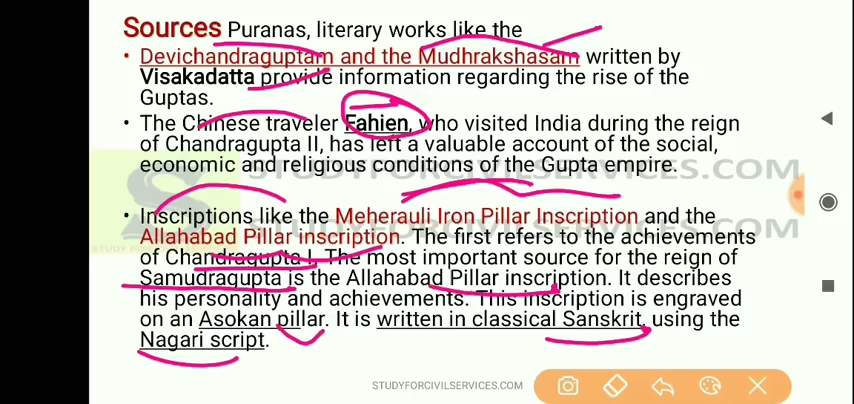 Sources Puranas, literary works like the
• Devichandraguptam and the Mudhrakshasam written by
Visakadatta provide information regarding the rise of the
Guptas.
• The Chinese traveler Fahien, who visited India during the reign
of Chandragupta II, has left a valuable account of the social,
economic and religious conditions of the Gupta empire.
STUDYFORCIVILSERVICES.COM
• Inscriptions like the Meherauli Iron Pillar Inscription and the
Allahabad Pillar inscription. The first refers to the achievements
of Chandragupta I. The most important source for the reign of
Samudragupta is the Allahabad Pillar inscription. It describes
his personality and achievements. This inscription is engraved
on an Asokan pillar. It is written in classical Sanskrit, using the
Nagari script.
STUDYFORCIVILSERVICES.COM